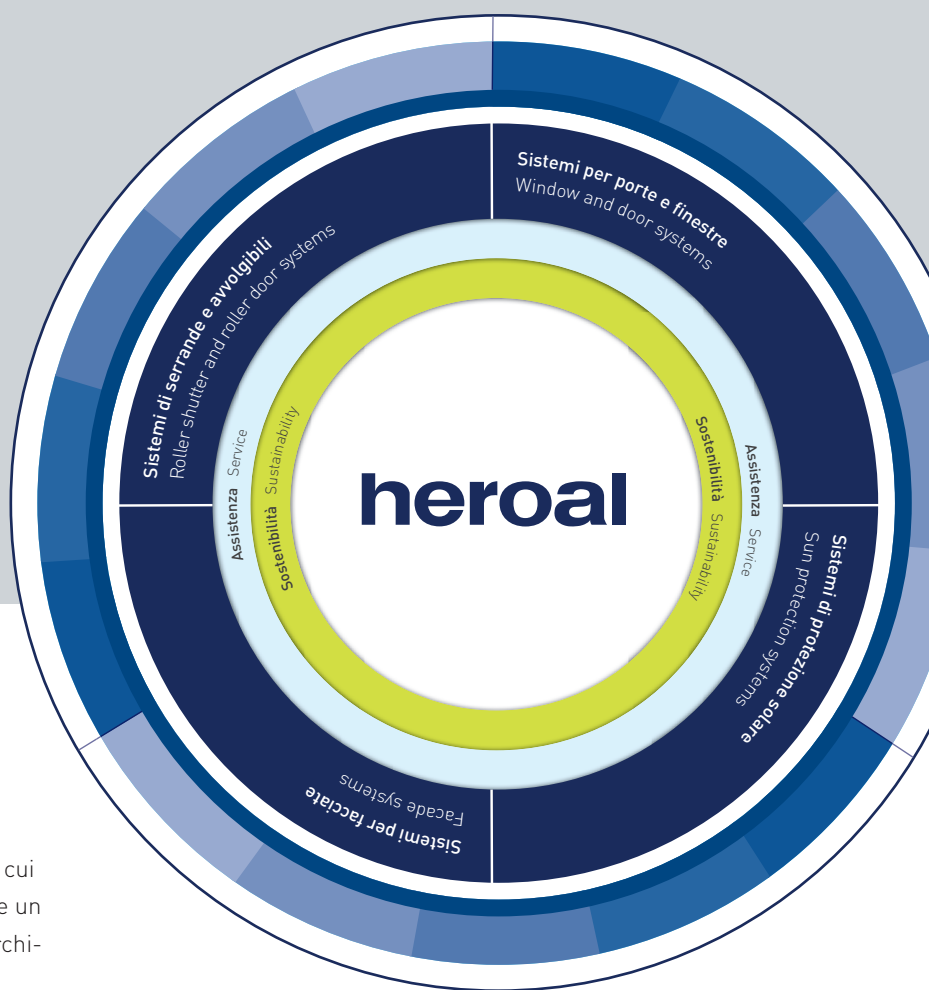 Sistemi per porte e finestre
Window and door systems
Sistemi di serrande e avvolgibili
Roller shutter and roller door systems
Assistenza Service
Sostenibilità Sustainability
heroal
Sostenibilità Sustainability
Assistenza Service
Sistemi di protezione solare
Sun protection systems
Facade systems
Sistemi per facciate
cui
e un
rchi-